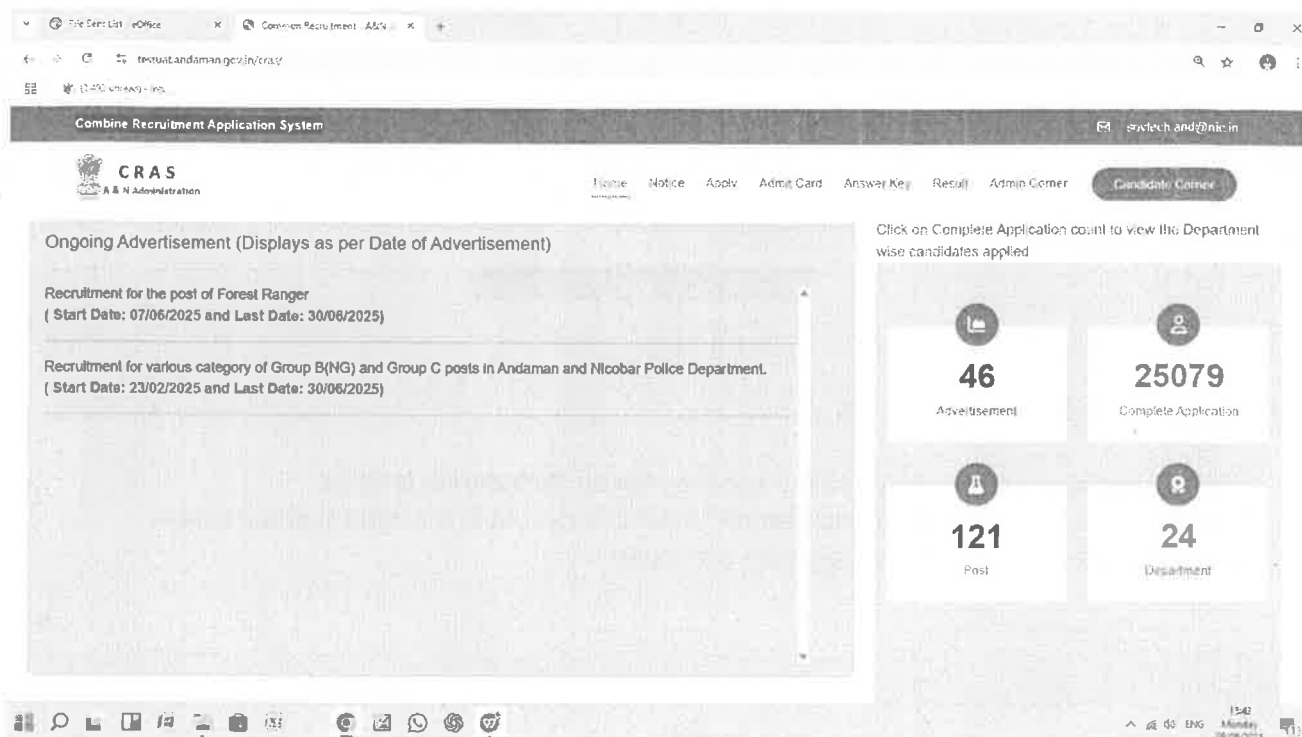 Common Recruitment
Combine Recruitment Application System
CRAS
A & N Administration
Home Notice Apply Admit Card Answer Key Result Admin Corner Candidate Corner
Ongoing Advertisement (Displays as per Date of Advertisement)
Recruitment for the post of Forest Ranger
( Start Date: 07/06/2025 and Last Date: 30/06/2025)
Recruitment for various category of Group B(NG) and Group C posts in Andaman and Nicobar Police Department.
( Start Date: 23/02/2025 and Last Date: 30/06/2025)
Click on Complete Application count to view the Department
wise candidates applied
46
Advertisement
25079
Complete Application
121
Post
24
Department
ENG
15:42
Monday